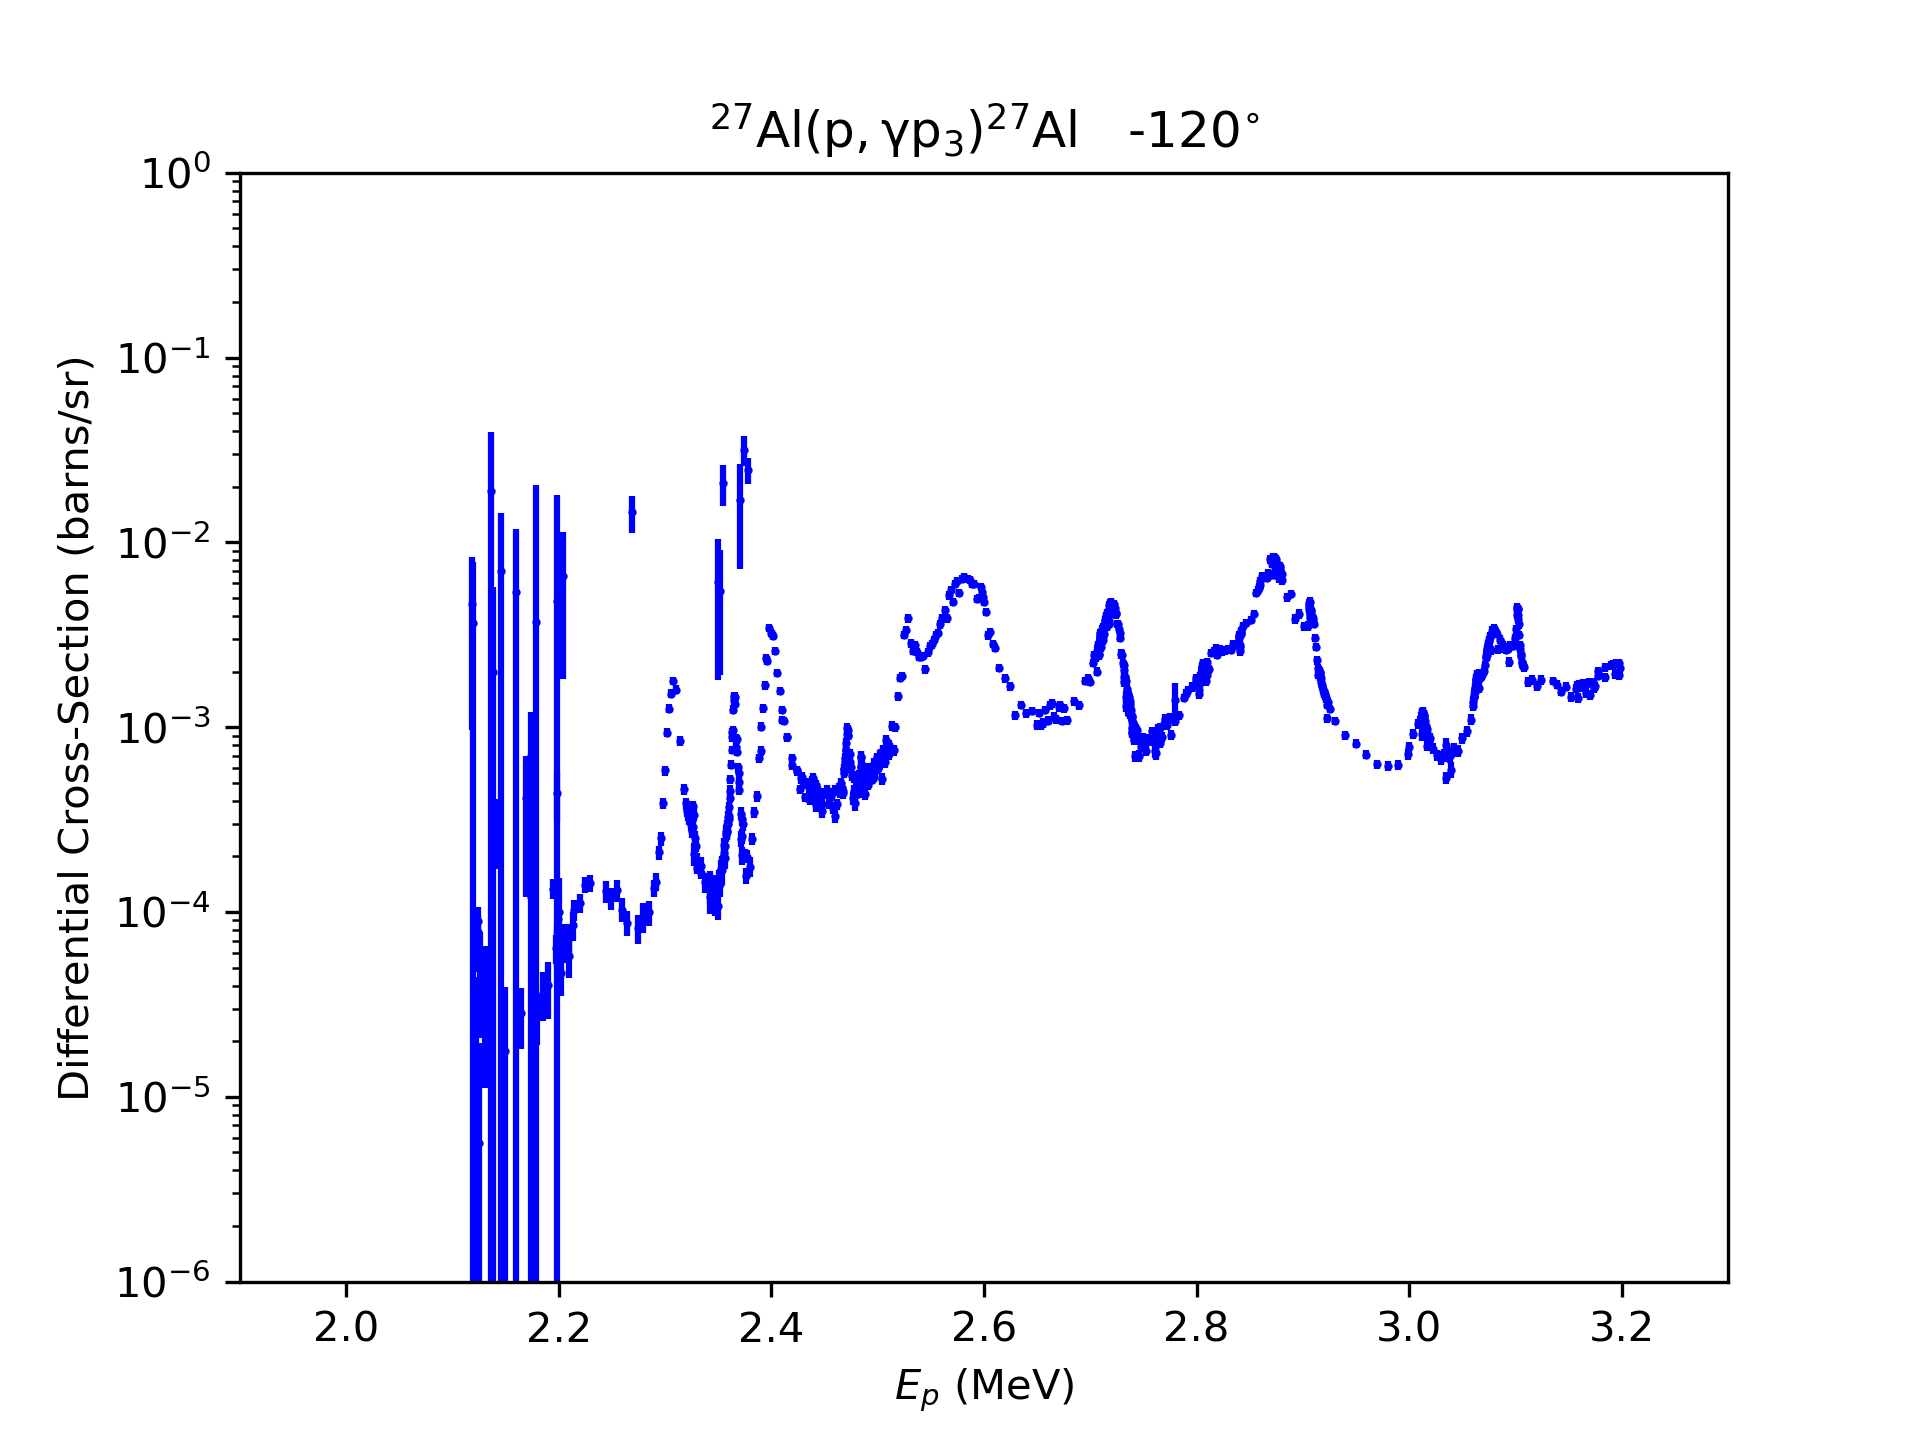 ²⁷Al(p, γp₃)²⁷Al -120°
Differential Cross-Section (barns/sr)
10⁰
10⁻¹
10⁻²
10⁻³
10⁻⁴
10⁻⁵
10⁻⁶
2.0 2.2 2.4 2.6 2.8 3.0 3.2
Eₚ (MeV)